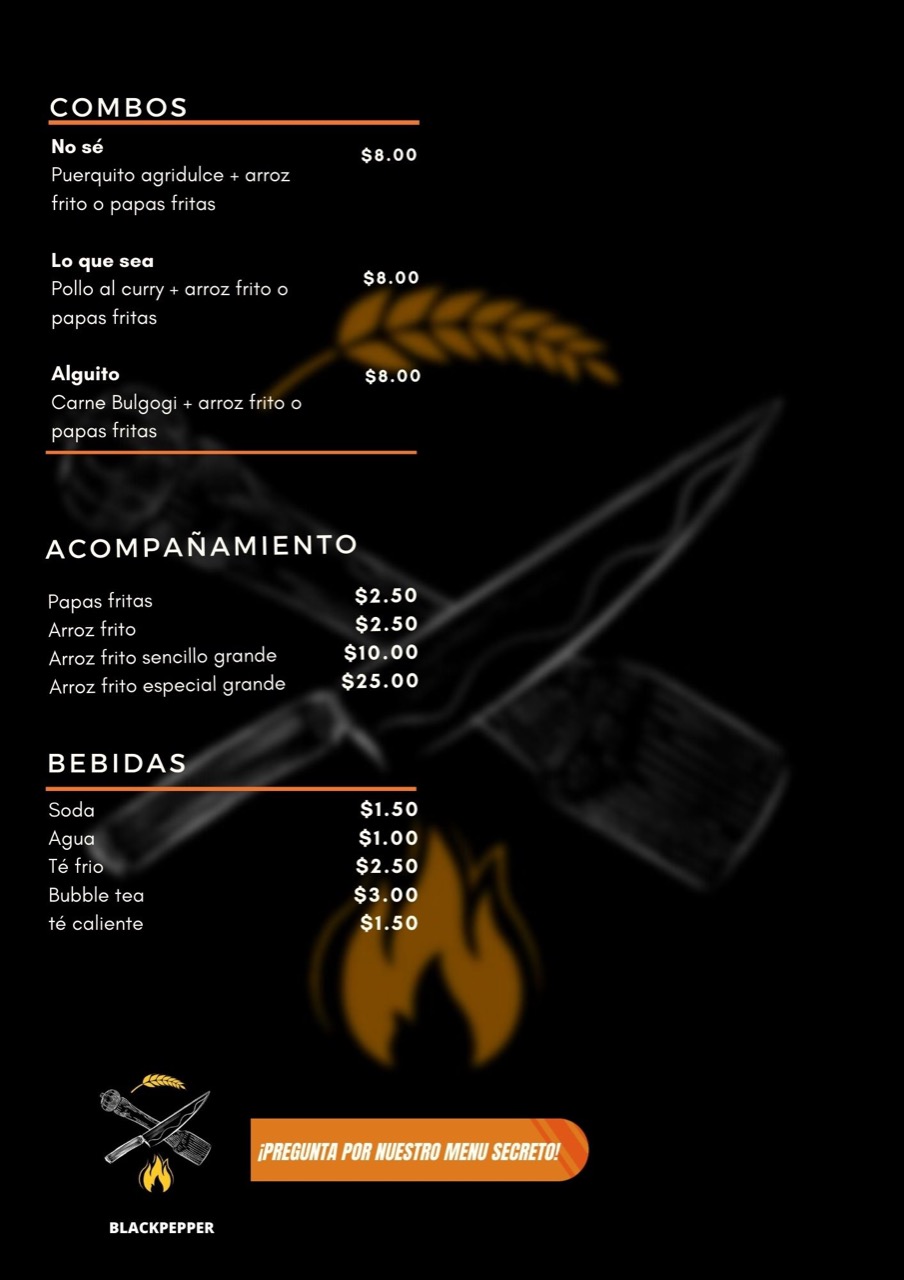 COMBOS
No sé
$8.00
Puerquito agridulce + arroz
frito o papas fritas
Lo que sea
$8.00
Pollo al curry + arroz frito o
papas fritas
Alguito
$8.00
Carne Bulgogi + arroz frito o
papas fritas
ACOMPAÑAMIENTO
Papas fritas $2.50
Arroz frito $2.50
Arroz frito sencillo grande $10.00
Arroz frito especial grande $25.00
BEBIDAS
Soda $1.50
Agua $1.00
Té frio $2.50
Bubble tea $3.00
té caliente $1.50
¡PREGUNTA POR NUESTRO MENU SECRETO!
BLACKPEPPER